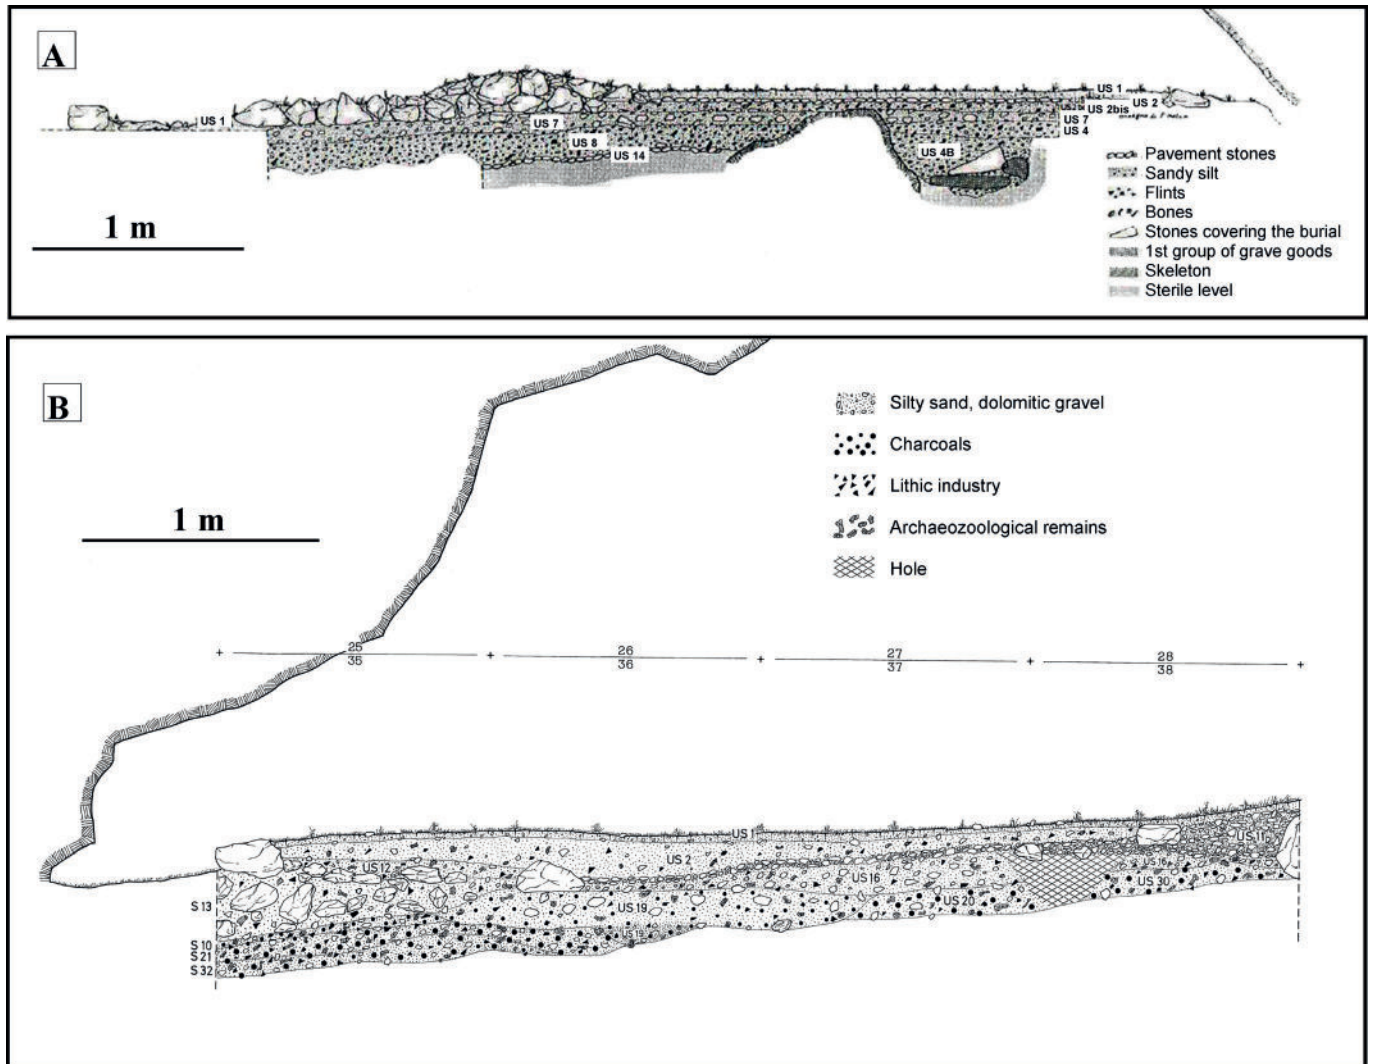 A
US 1
US 7
US 8
US 14
US 4B
US 1
US 2
US 2bis
US 7
US 4
1 m
Pavement stones
Sandy silt
Flints
Bones
Stones covering the burial
1st group of grave goods
Skeleton
Sterile level
B
1 m
Silty sand, dolomitic gravel
Charcoals
Lithic industry
Archaeozoological remains
Hole
25
35
26
36
27
37
28
38
US 1
US 2
US 11
US 12
US 16
US 16
US 30
S 13
US 19
US 20
US 19
S 10
S 21
S 32